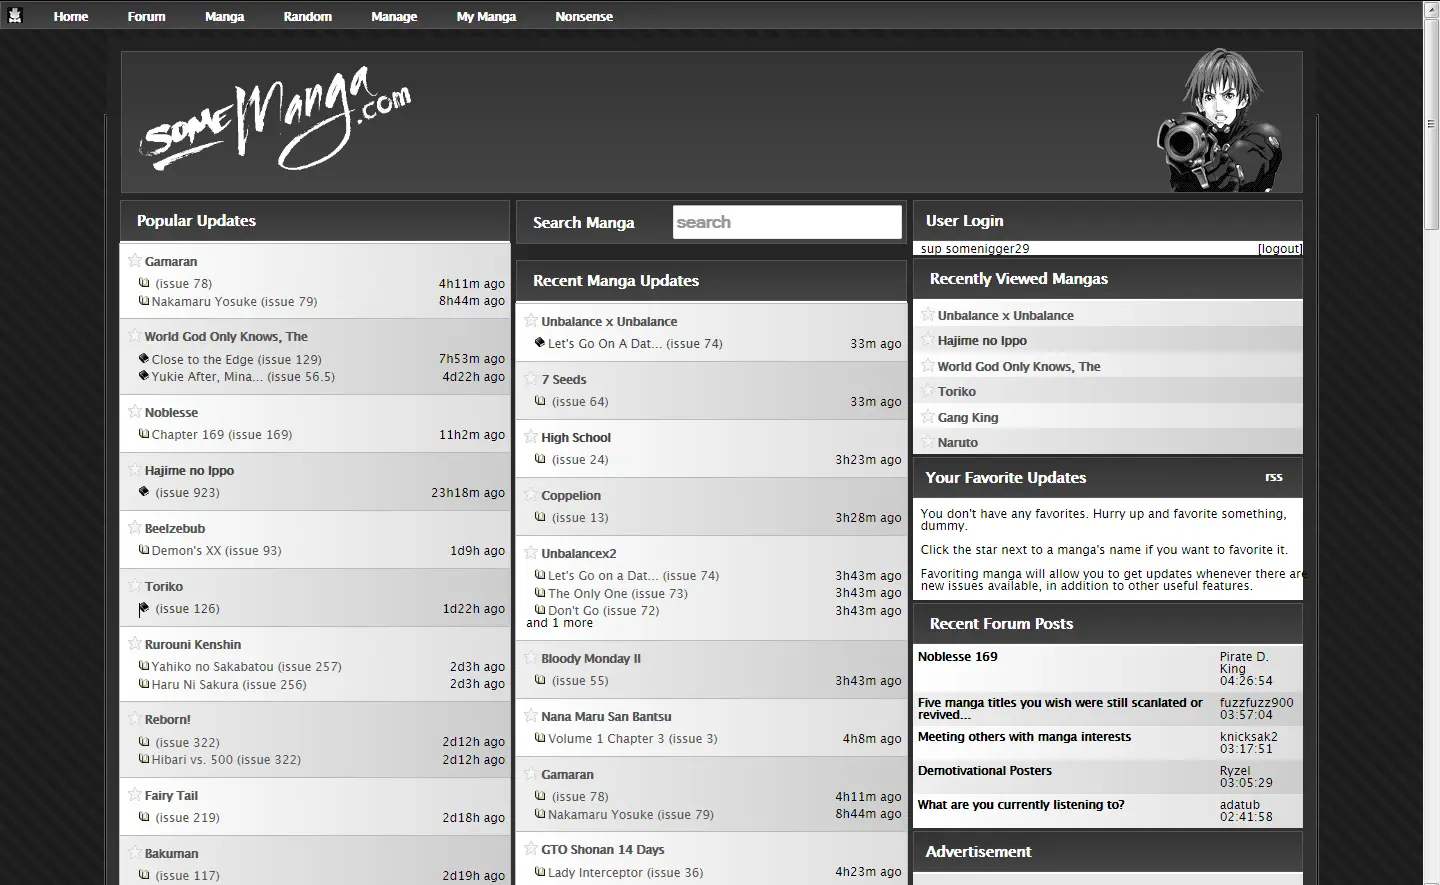 Home Forum Manga Random Manage My Manga Nonsense
SOME Manga.com
Popular Updates
Gamaran
(issue 78) 4h11m ago
Nakamaru Yosuke (issue 79) 8h44m ago
World God Only Knows, The
Close to the Edge (issue 129) 7h53m ago
Yukie After, Mina... (issue 56.5) 4d22h ago
Noblesse
Chapter 169 (issue 169) 11h2m ago
Hajime no Ippo
(issue 923) 23h18m ago
Beelzebub
Demon's XX (issue 93) 1d9h ago
Toriko
(issue 126) 1d22h ago
Rurouni Kenshin
Yahiko no Sakabatou (issue 257) 2d3h ago
Haru Ni Sakura (issue 256) 2d3h ago
Reborn!
(issue 322) 2d12h ago
Hibari vs. 500 (issue 322) 2d12h ago
Fairy Tail
(issue 219) 2d18h ago
Bakuman
(issue 117) 2d19h ago
Search Manga search
Recent Manga Updates
Unbalance x Unbalance
Let's Go On A Dat... (issue 74) 33m ago
7 Seeds
(issue 64) 33m ago
High School
(issue 24) 3h23m ago
Coppelion
(issue 13) 3h28m ago
Unbalancex2
Let's Go on a Dat... (issue 74) 3h43m ago
The Only One (issue 73) 3h43m ago
Don't Go (issue 72) 3h43m ago
and 1 more
Bloody Monday II
(issue 55) 3h43m ago
Nana Maru San Bantsu
Volume 1 Chapter 3 (issue 3) 4h8m ago
Gamaran
(issue 78) 4h11m ago
Nakamaru Yosuke (issue 79) 8h44m ago
GTO Shonan 14 Days
Lady Interceptor (issue 36) 4h23m ago
User Login
sup somenigger29 [logout]
Recently Viewed Mangas
Unbalance x Unbalance
Hajime no Ippo
World God Only Knows, The
Toriko
Gang King
Naruto
Your Favorite Updates rss
You don't have any favorites. Hurry up and favorite something,
dummy.
Click the star next to a manga's name if you want to favorite it.
Favoriting manga will allow you to get updates whenever there are
new issues available, in addition to other useful features.
Recent Forum Posts
Noblesse 169 Pirate D.
King
04:26:54
Five manga titles you wish were still scanlated or fuzzfuzz900
revived... 03:57:04
Meeting others with manga interests knicksak2
03:17:51
Demotivational Posters Ryzel
03:05:29
What are you currently listening to? adatub
02:41:58
Advertisement